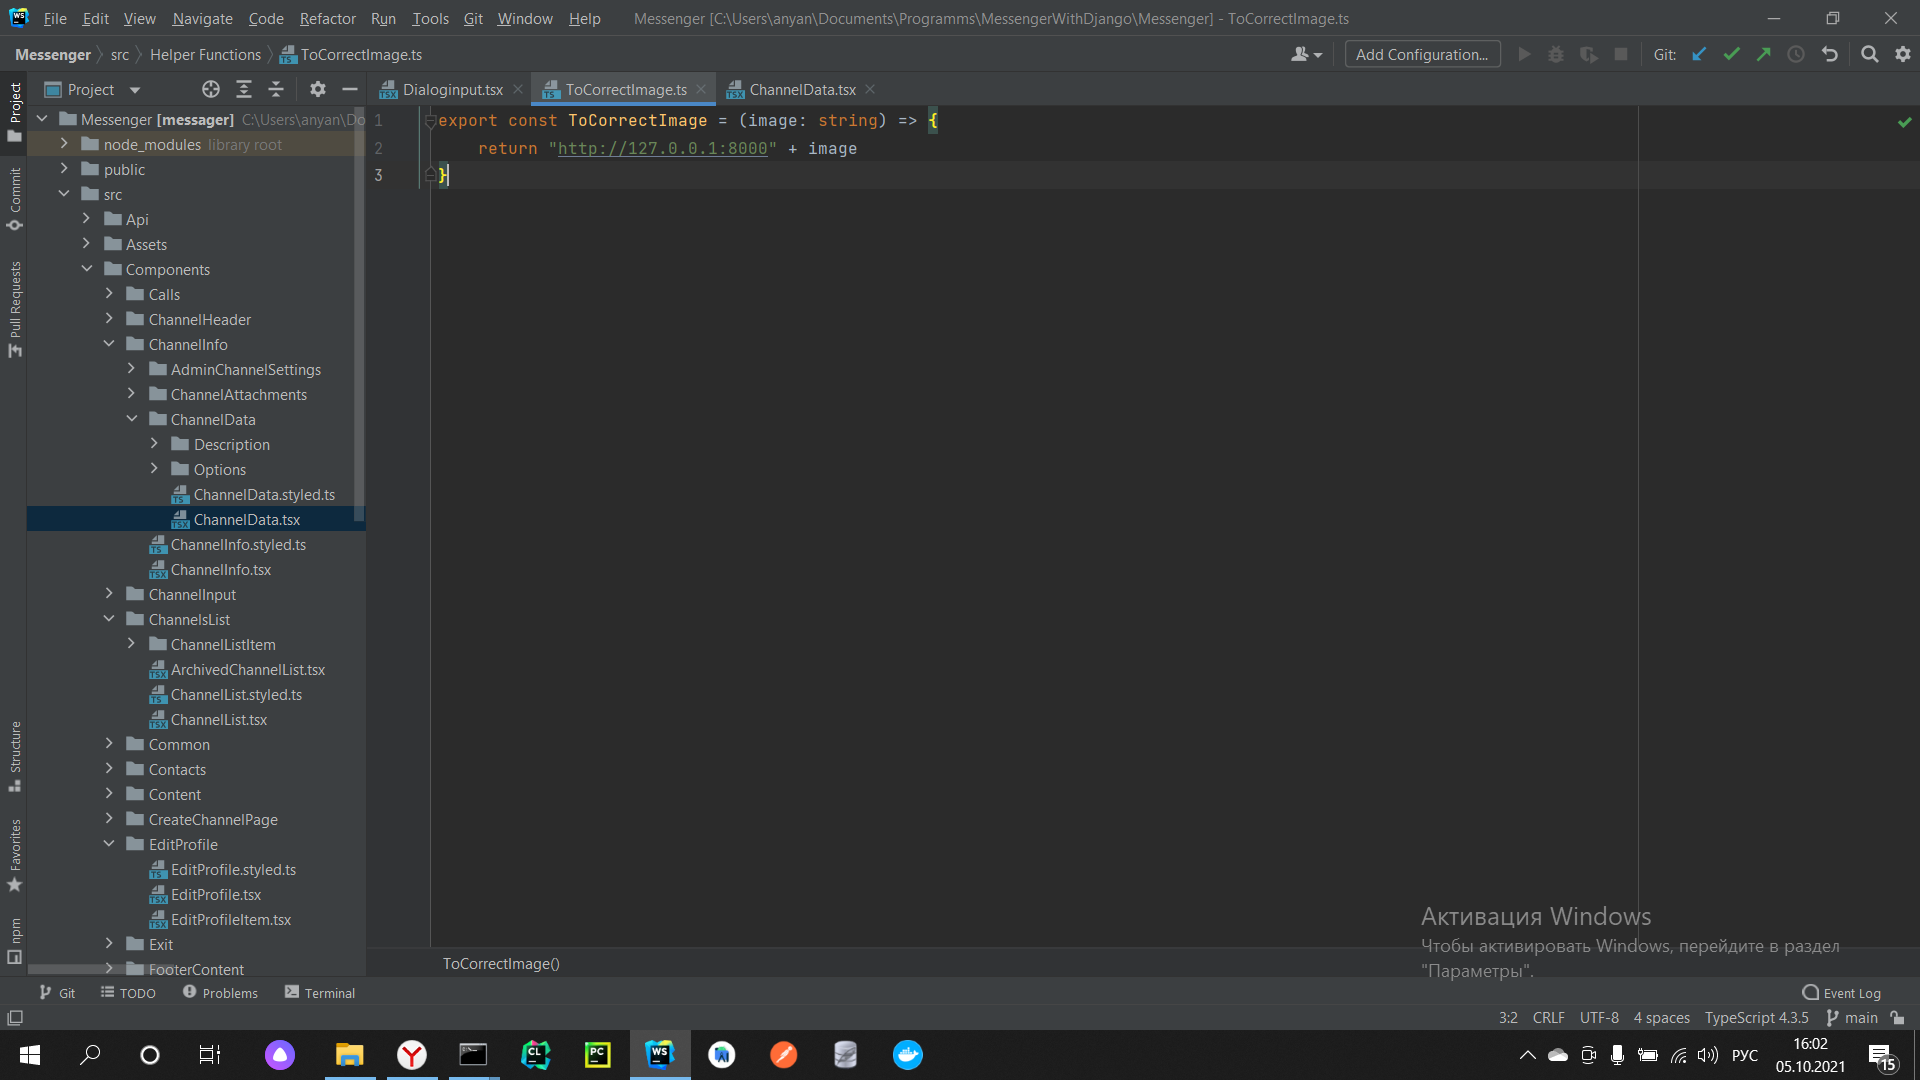 File Edit View Navigate Code Refactor Run Tools Git Window Help Messenger [C:\Users\anyan\Documents\Programms\MessengerWithDjango\Messenger] - ToCorrectImage.ts
Messenger src Helper Functions ToCorrectImage.ts Add Configuration... Git:
Project Dialoginput.tsx ToCorrectImage.ts ChannelData.tsx
Messenger [messager] C:\Users\anyan\Do
node_modules library root
public
src
Api
Assets
Components
Calls
ChannelHeader
ChannelInfo
AdminChannelSettings
ChannelAttachments
ChannelData
Description
Options
ChannelData.styled.ts
ChannelData.tsx
ChannelInfo.styled.ts
ChannelInfo.tsx
ChannelInput
ChannelsList
ChannelListItem
ArchivedChannelList.tsx
ChannelList.styled.ts
ChannelList.tsx
Common
Contacts
Content
CreateChannelPage
EditProfile
EditProfile.styled.ts
EditProfile.tsx
EditProfileItem.tsx
Exit
FooterContent
1 export const ToCorrectImage = (image: string) => {
2 return "http://127.0.0.1:8000" + image
3 }
Project
Commit
Pull Requests
Structure
Favorites
npm
Активация Windows
Чтобы активировать Windows, перейдите в раздел
"Параметры".
ToCorrectImage()
Git TODO Problems Terminal Event Log
3:2 CRLF UTF-8 4 spaces TypeScript 4.3.5 main
CL PC WS РУС 16:02
05.10.2021 15